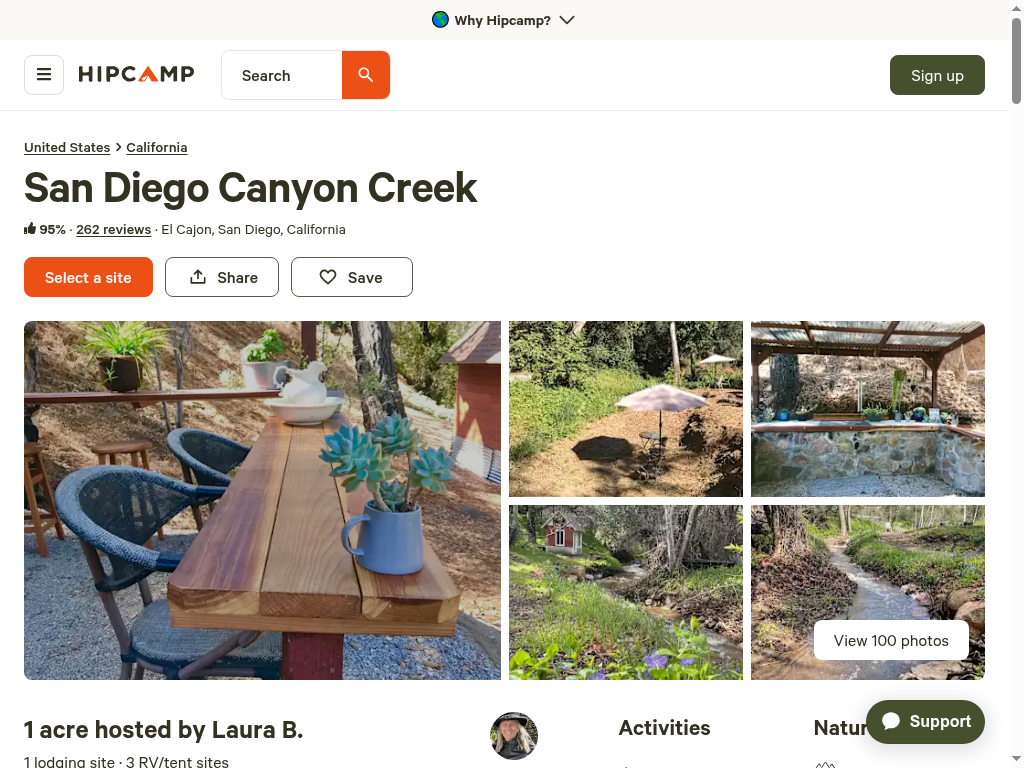 Why Hipcamp?
HIPCAMP
Search
Sign up
United States
California
San Diego Canyon Creek
95% · 262 reviews · El Cajon, San Diego, California
Select a site
Share
Save
View 100 photos
1 acre hosted by Laura B.
1 lodging site · 3 RV/tent sites
Activities
Support